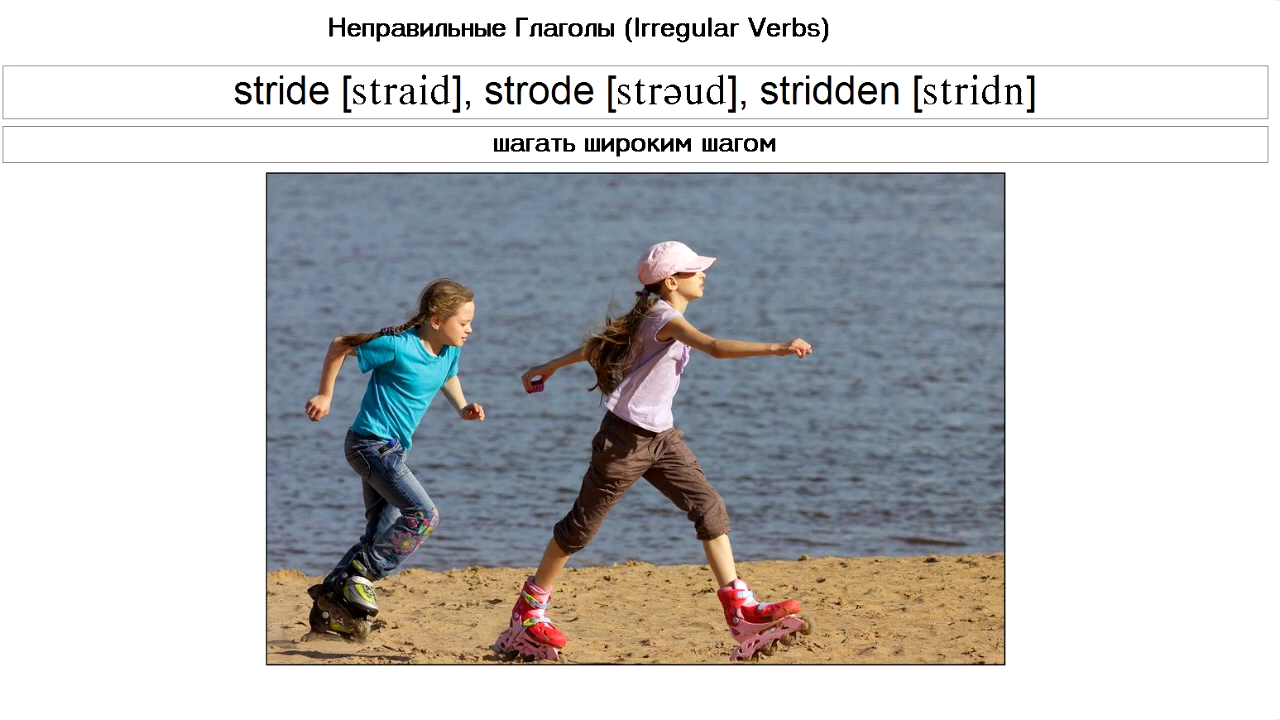 Неправильные Глаголы (Irregular Verbs)
stride [straid], strode [strəud], stridden [stridn]
шагать широким шагом